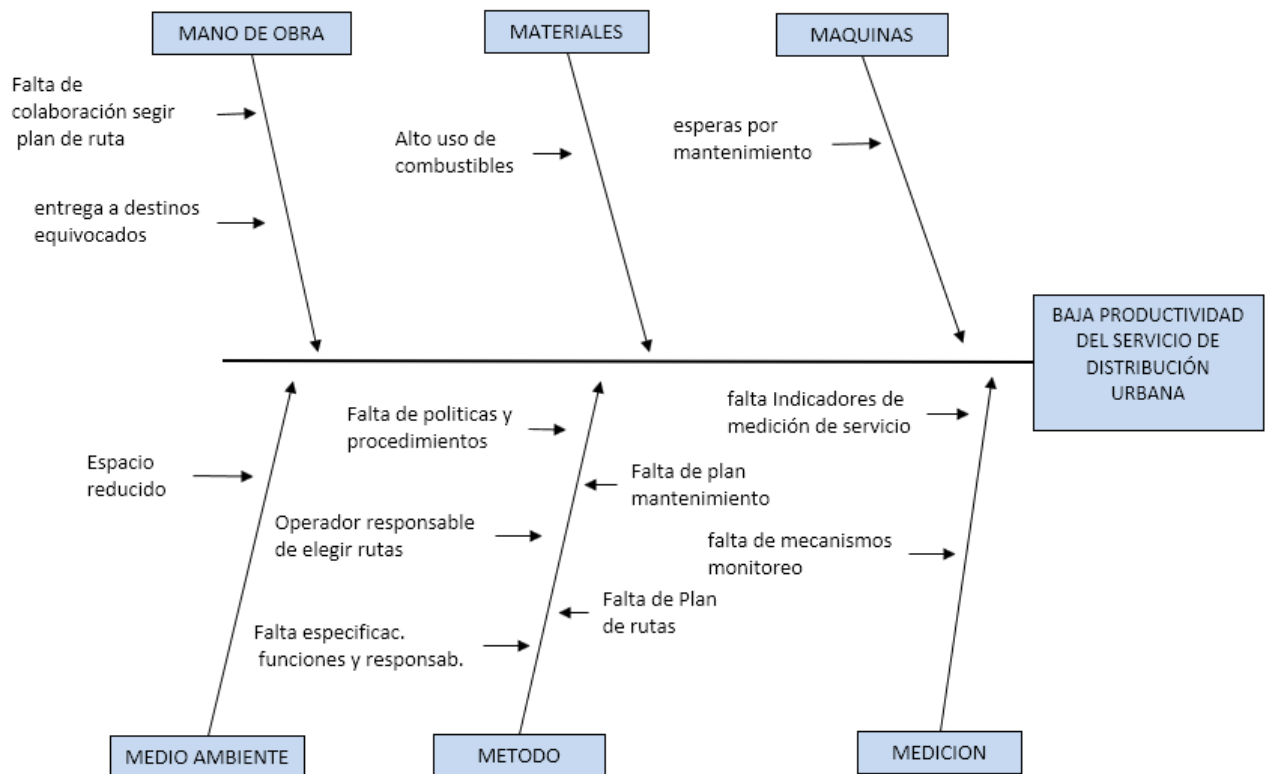 MANO DE OBRA
MATERIALES
MAQUINAS
Falta de
colaboración segir
plan de ruta
entrega a destinos
equivocados
Alto uso de
combustibles
esperas por
mantenimiento
BAJA PRODUCTIVIDAD
DEL SERVICIO DE
DISTRIBUCIÓN
URBANA
Espacio
reducido
Falta de politicas y
procedimientos
Operador responsable
de elegir rutas
Falta especificac.
funciones y responsab.
Falta de plan
mantenimiento
Falta de Plan
de rutas
falta Indicadores de
medición de servicio
falta de mecanismos
monitoreo
MEDIO AMBIENTE
METODO
MEDICION